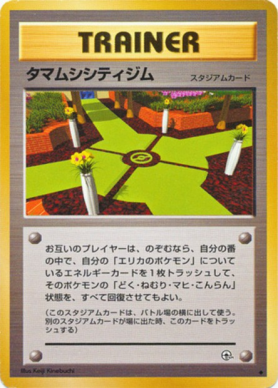 TRAINER
タマムシシティジム
スタジアムカード
お互いのプレイヤーは、のぞむなら、自分の番
の中で、自分の「エリカのポケモン」についてい
るエネルギーカードを1枚トラッシュして、
そのポケモンの「どく・ねむり・マヒ・こんらん」
状態を、すべて回復させてもよい。
(このスタジアムカードは、バトル場の横に出して使う。
別のスタジアムカードが場に出た時、このカードをトラ
ッシュする)
Illus. Keiji Kinebuchi